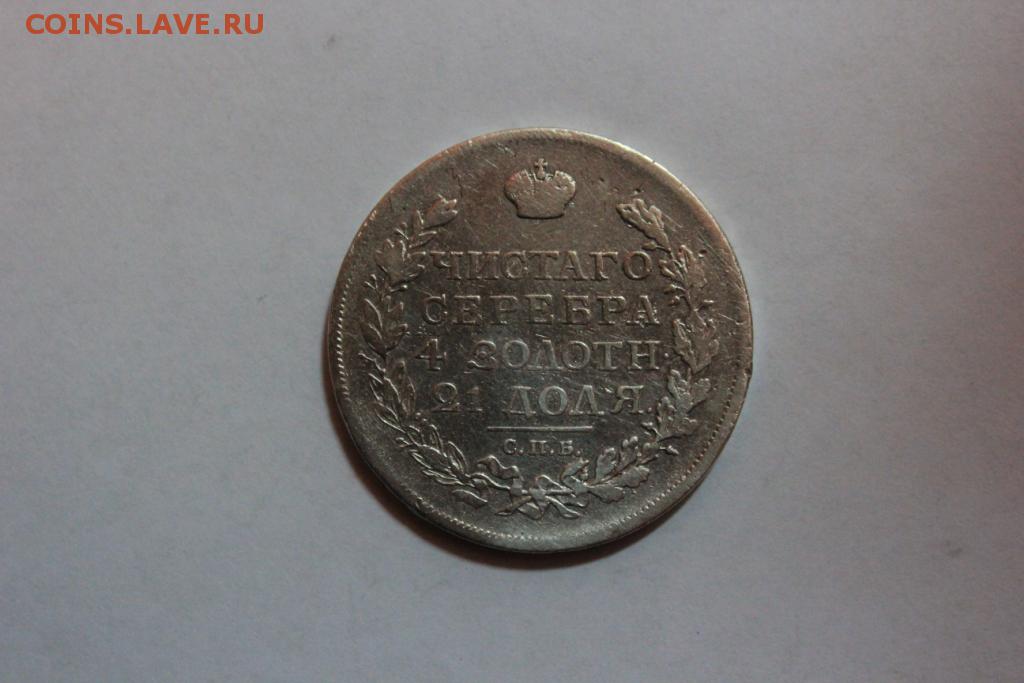 COINS.LAVE.RU
ЧИСТАГО
СЕРЕБРА
4 ЗОЛОТН
21 ДОЛЯ.
С.П.Б.